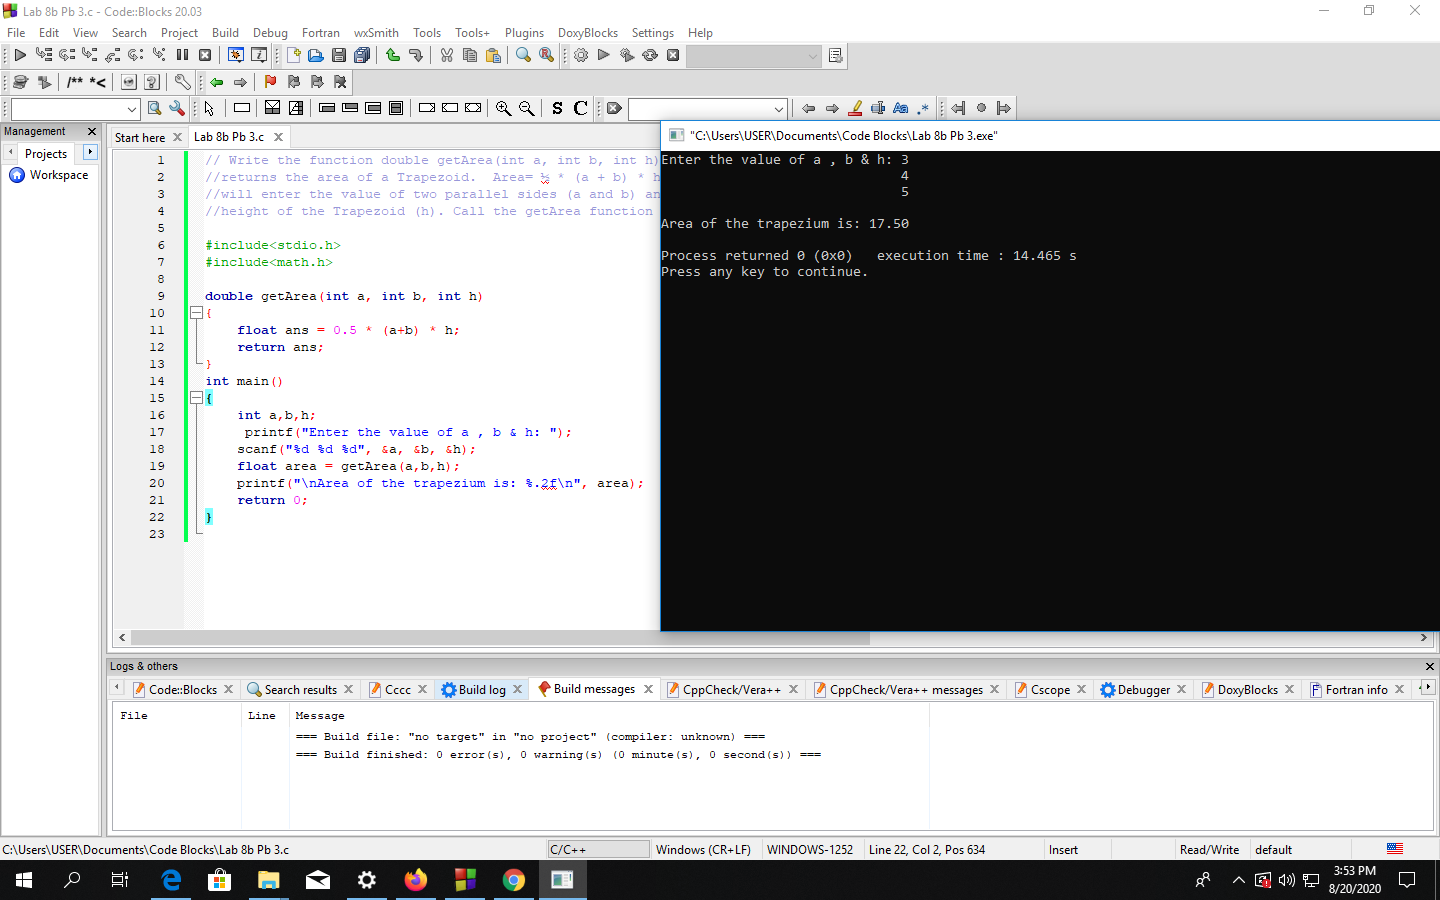 Lab 8b Pb 3.c - Code::Blocks 20.03
File Edit View Search Project Build Debug Fortran wxSmith Tools Tools+ Plugins DoxyBlocks Settings Help
/** *<
S C
Aa .*
Management
Projects
Workspace
Start here
Lab 8b Pb 3.c
1 // Write the function double getArea(int a, int b, int h)
2 //returns the area of a Trapezoid.  Area= ½ * (a + b) * h
3 //will enter the value of two parallel sides (a and b) an
4 //height of the Trapezoid (h). Call the getArea function
5
6 #include<stdio.h>
7 #include<math.h>
8
9 double getArea(int a, int b, int h)
10 {
11 float ans = 0.5 * (a+b) * h;
12 return ans;
13 }
14 int main()
15 {
16 int a,b,h;
17 printf("Enter the value of a , b & h: ");
18 scanf("%d %d %d", &a, &b, &h);
19 float area = getArea(a,b,h);
20 printf("\nArea of the trapezium is: %.2f\n", area);
21 return 0;
22 }
23
"C:\Users\USER\Documents\Code Blocks\Lab 8b Pb 3.exe"
Enter the value of a , b & h: 3
4
5
Area of the trapezium is: 17.50
Process returned 0 (0x0)   execution time : 14.465 s
Press any key to continue.
Logs & others
Code::Blocks Search results Cccc Build log Build messages CppCheck/Vera++ CppCheck/Vera++ messages Cscope Debugger DoxyBlocks Fortran info
File Line Message
=== Build file: "no target" in "no project" (compiler: unknown) ===
=== Build finished: 0 error(s), 0 warning(s) (0 minute(s), 0 second(s)) ===
C:\Users\USER\Documents\Code Blocks\Lab 8b Pb 3.c C/C++ Windows (CR+LF) WINDOWS-1252 Line 22, Col 2, Pos 634 Insert Read/Write default
3:53 PM
8/20/2020